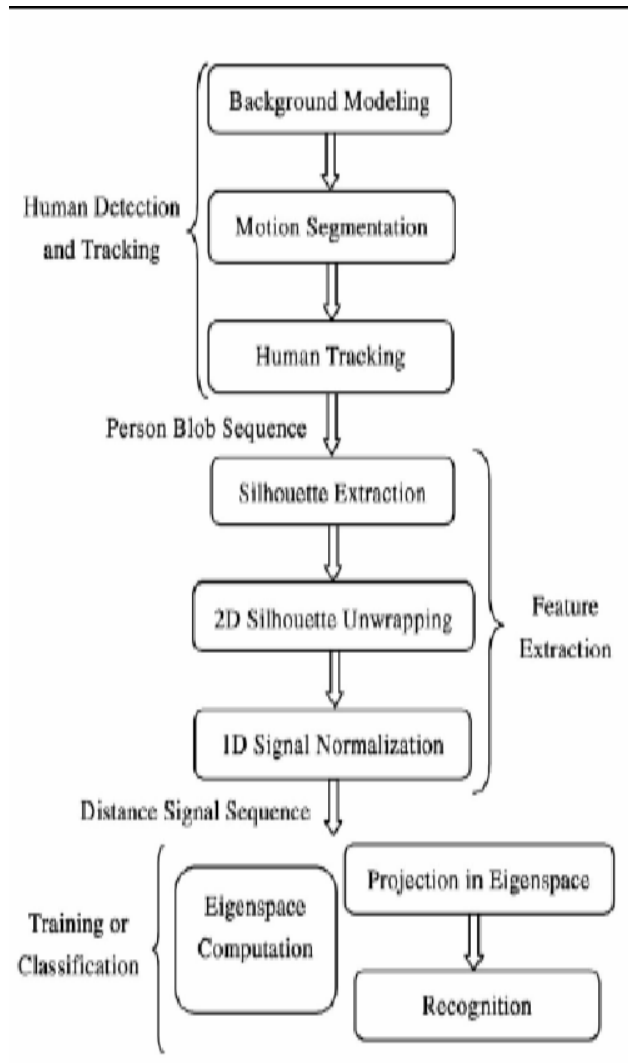 Background Modeling
Human Detection
and Tracking
Motion Segmentation
Human Tracking
Person Blob Sequence
Silhouette Extraction
2D Silhouette Unwrapping
Feature
Extraction
1D Signal Normalization
Distance Signal Sequence
Training or
Classification
Eigenspace
Computation
Projection in Eigenspace
Recognition